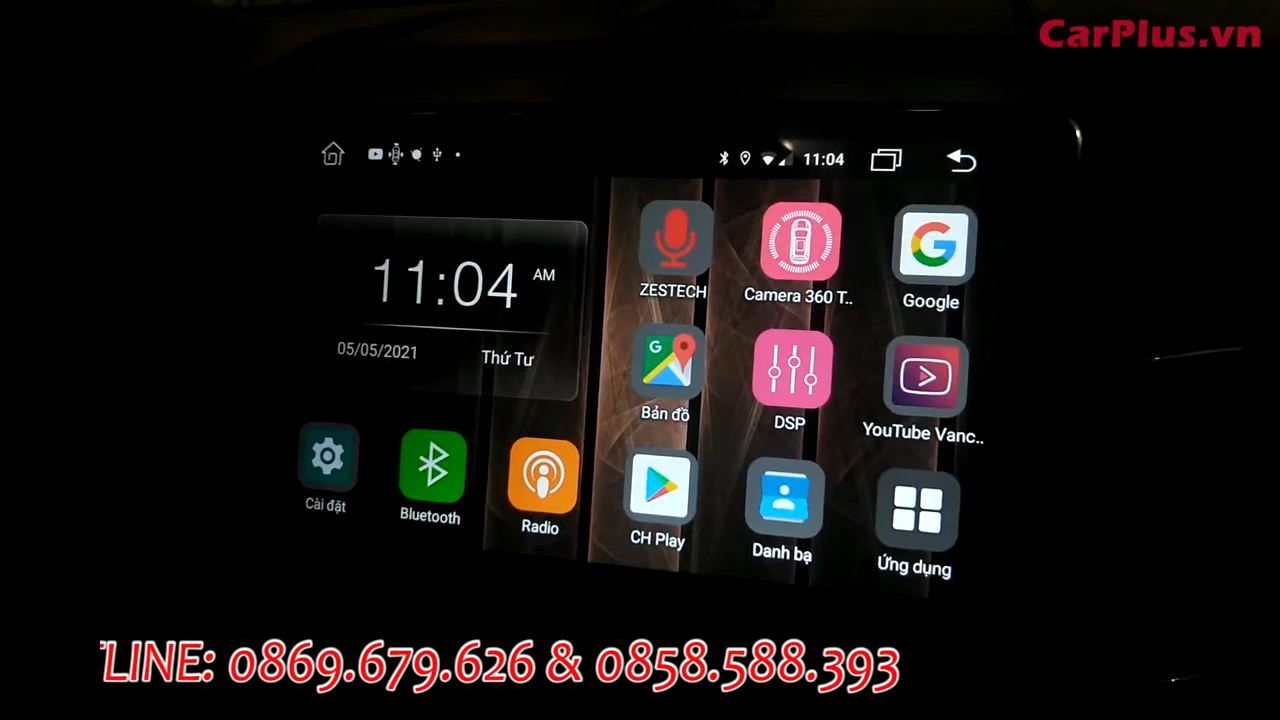 CarPlus.vn
11:04
11:04 AM
05/05/2021 Thứ Tư
ZESTECH
Camera 360 T..
Google
Bản đồ
DSP
YouTube Vanc..
Cài đặt
Bluetooth
Radio
CH Play
Danh bạ
Ứng dụng
TLINE: 0869.679.626 & 0858.588.393